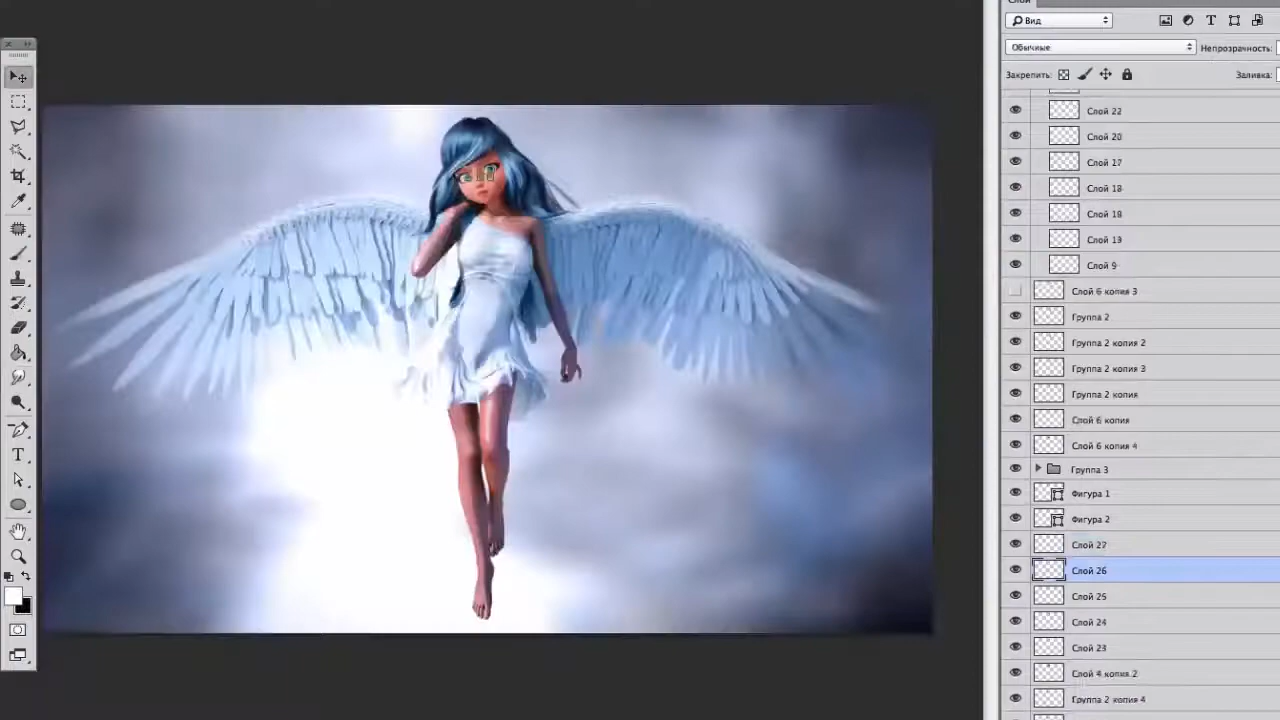 Слои
Вид
Обычные
Непрозрачность:
Закрепить:
Заливка:
Слой 22
Слой 20
Слой 27
Слой 18
Слой 18
Слой 13
Слой 9
Слой 6 копия 3
Группа 2
Группа 2 копия 2
Группа 2 копия 3
Группа 2 копия
Слой 6 копия
Слой 6 копия 4
Группа 3
Фигура 1
Фигура 2
Слой 27
Слой 26
Слой 25
Слой 24
Слой 23
Слой 4 копия 2
Группа 2 копия 4